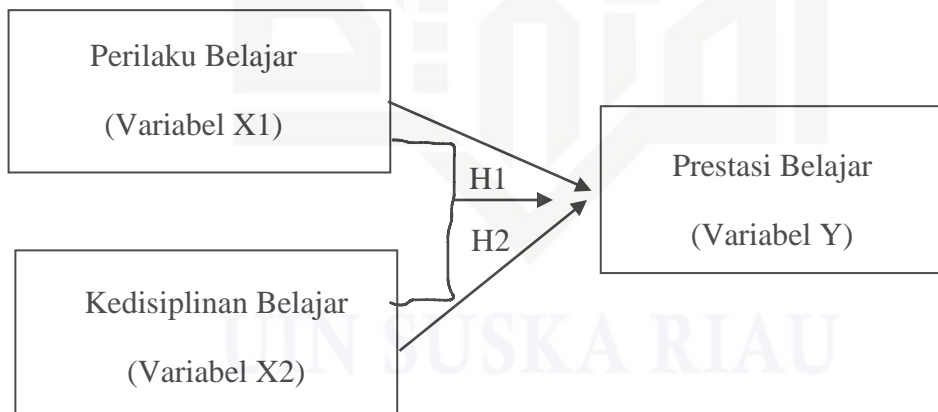 Perilaku Belajar
(Variabel X1)
H1
Prestasi Belajar
(Variabel Y)
H2
Kedisiplinan Belajar
(Variabel X2)
UIN SUSKA RIAU